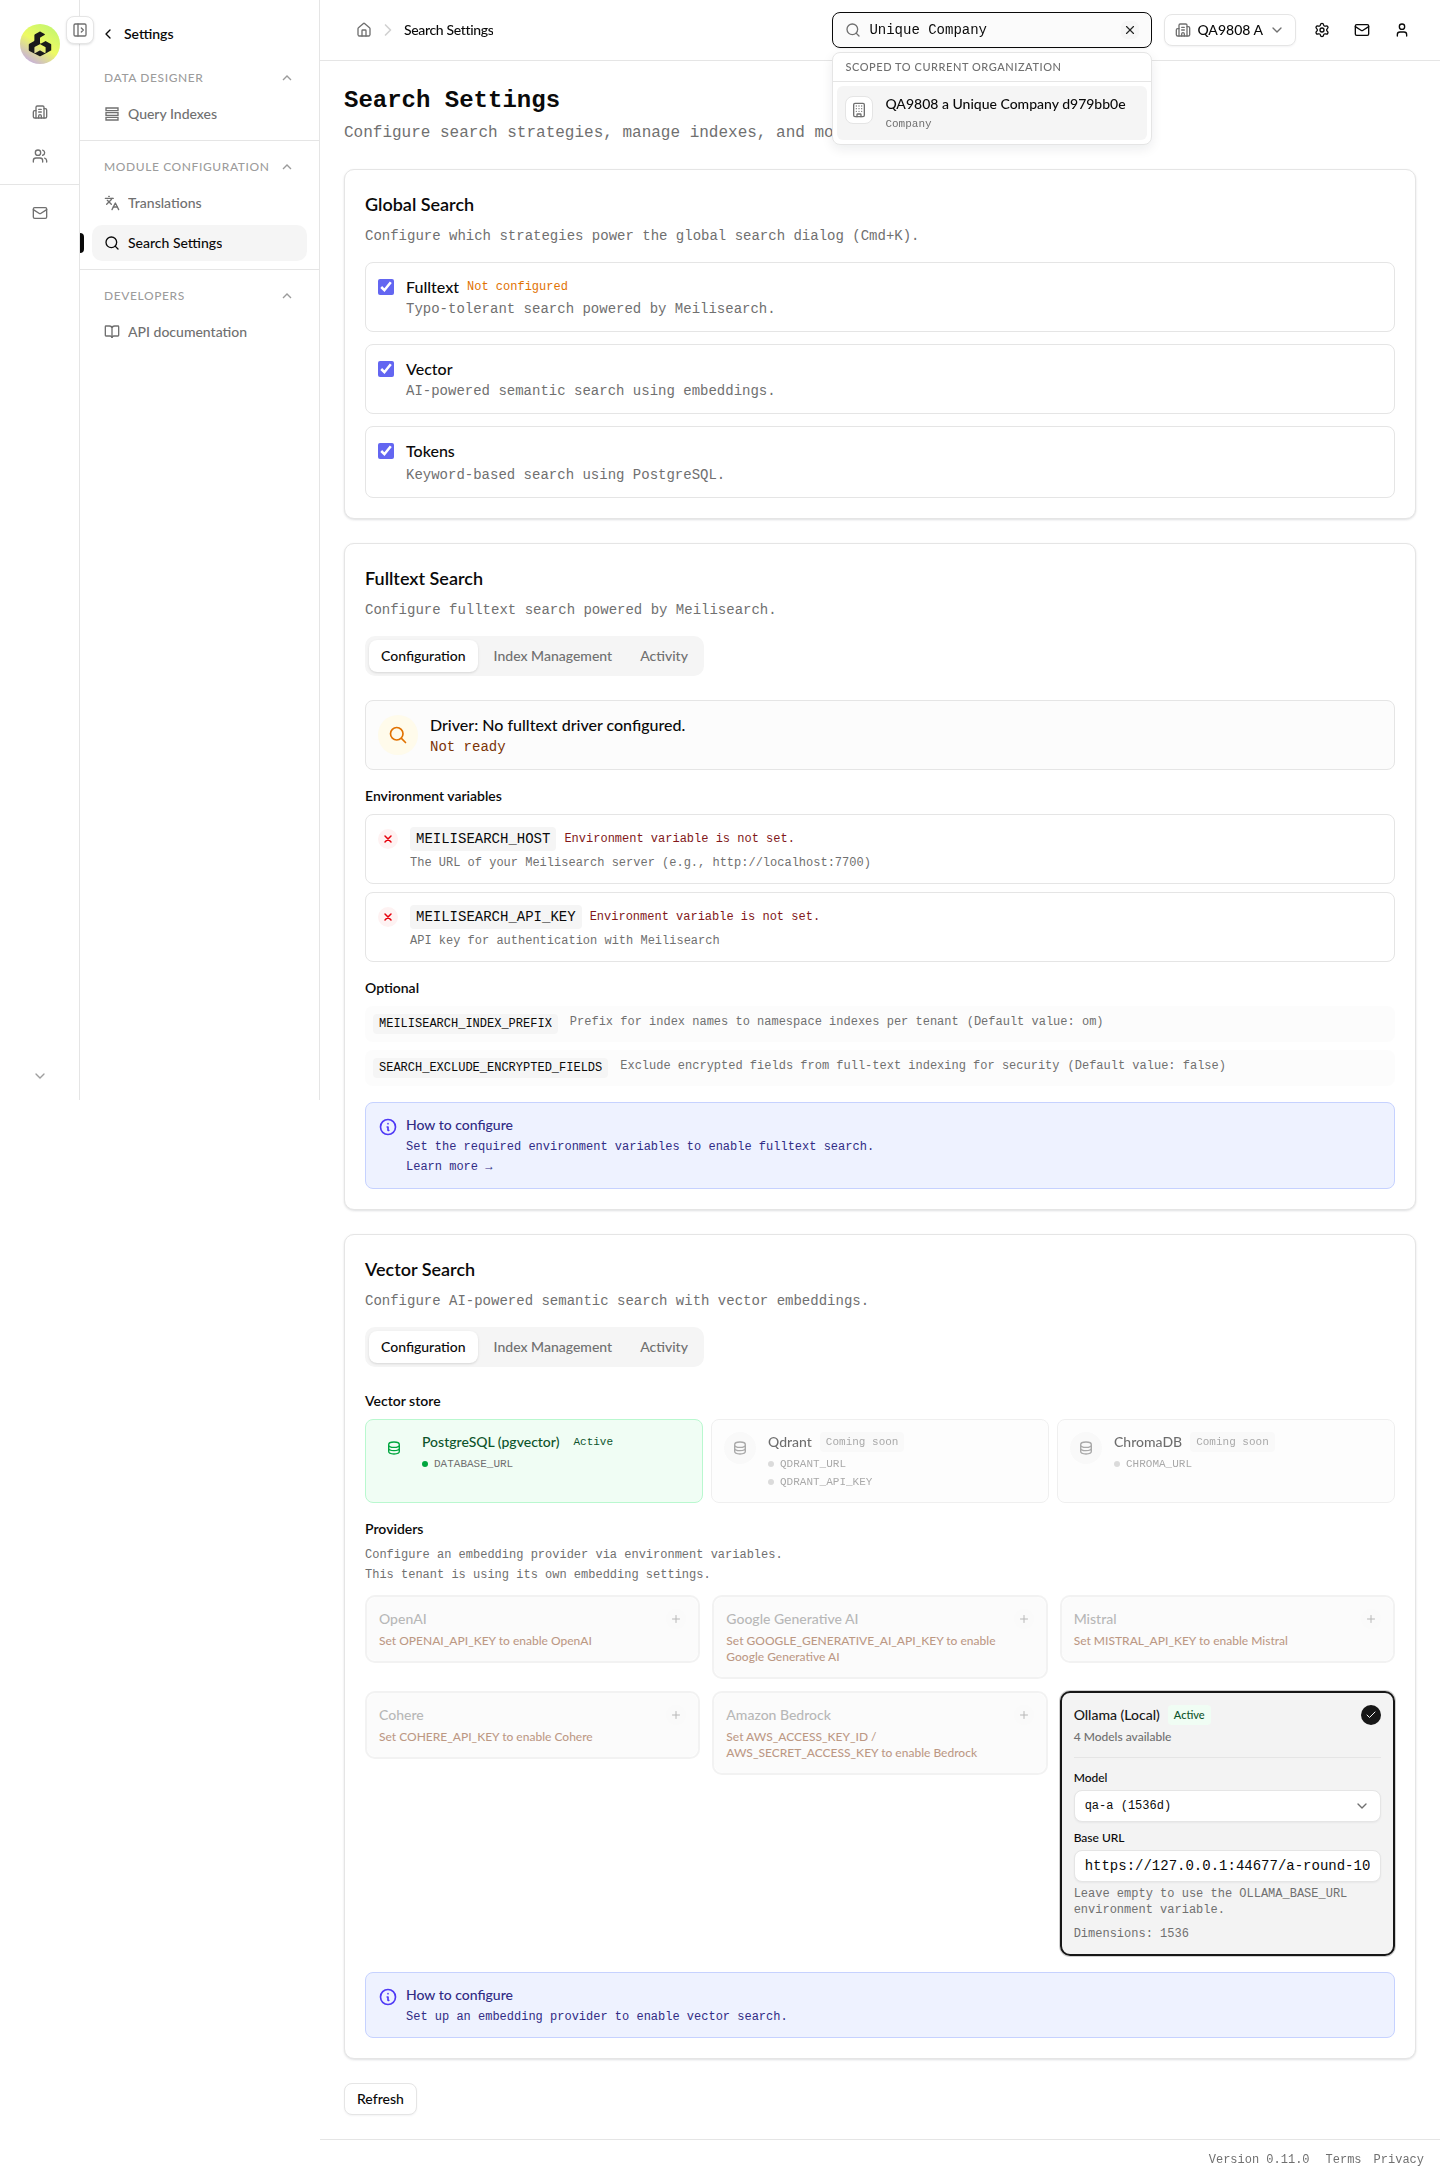 Settings
DATA DESIGNER
Query Indexes
MODULE CONFIGURATION
Translations
Search Settings
DEVELOPERS
API documentation
Search Settings
Unique Company
QA9808 A
SCOPED TO CURRENT ORGANIZATION
QA9808 a Unique Company d979bb0e
Company
Search Settings
Configure search strategies, manage indexes, and mo
Global Search
Configure which strategies power the global search dialog (Cmd+K).
Fulltext Not configured
Typo-tolerant search powered by Meilisearch.
Vector
AI-powered semantic search using embeddings.
Tokens
Keyword-based search using PostgreSQL.
Fulltext Search
Configure fulltext search powered by Meilisearch.
Configuration Index Management Activity
Driver: No fulltext driver configured.
Not ready
Environment variables
MEILISEARCH_HOST Environment variable is not set.
The URL of your Meilisearch server (e.g., http://localhost:7700)
MEILISEARCH_API_KEY Environment variable is not set.
API key for authentication with Meilisearch
Optional
MEILISEARCH_INDEX_PREFIX Prefix for index names to namespace indexes per tenant (Default value: om)
SEARCH_EXCLUDE_ENCRYPTED_FIELDS Exclude encrypted fields from full-text indexing for security (Default value: false)
How to configure
Set the required environment variables to enable fulltext search.
Learn more →
Vector Search
Configure AI-powered semantic search with vector embeddings.
Configuration Index Management Activity
Vector store
PostgreSQL (pgvector) Active
DATABASE_URL
Qdrant Coming soon
QDRANT_URL
QDRANT_API_KEY
ChromaDB Coming soon
CHROMA_URL
Providers
Configure an embedding provider via environment variables.
This tenant is using its own embedding settings.
OpenAI
Set OPENAI_API_KEY to enable OpenAI
Google Generative AI
Set GOOGLE_GENERATIVE_AI_API_KEY to enable
Google Generative AI
Mistral
Set MISTRAL_API_KEY to enable Mistral
Cohere
Set COHERE_API_KEY to enable Cohere
Amazon Bedrock
Set AWS_ACCESS_KEY_ID /
AWS_SECRET_ACCESS_KEY to enable Bedrock
Ollama (Local) Active
4 Models available
Model
qa-a (1536d)
Base URL
https://127.0.0.1:44677/a-round-10
Leave empty to use the OLLAMA_BASE_URL
environment variable.
Dimensions: 1536
How to configure
Set up an embedding provider to enable vector search.
Refresh
Version 0.11.0 Terms Privacy